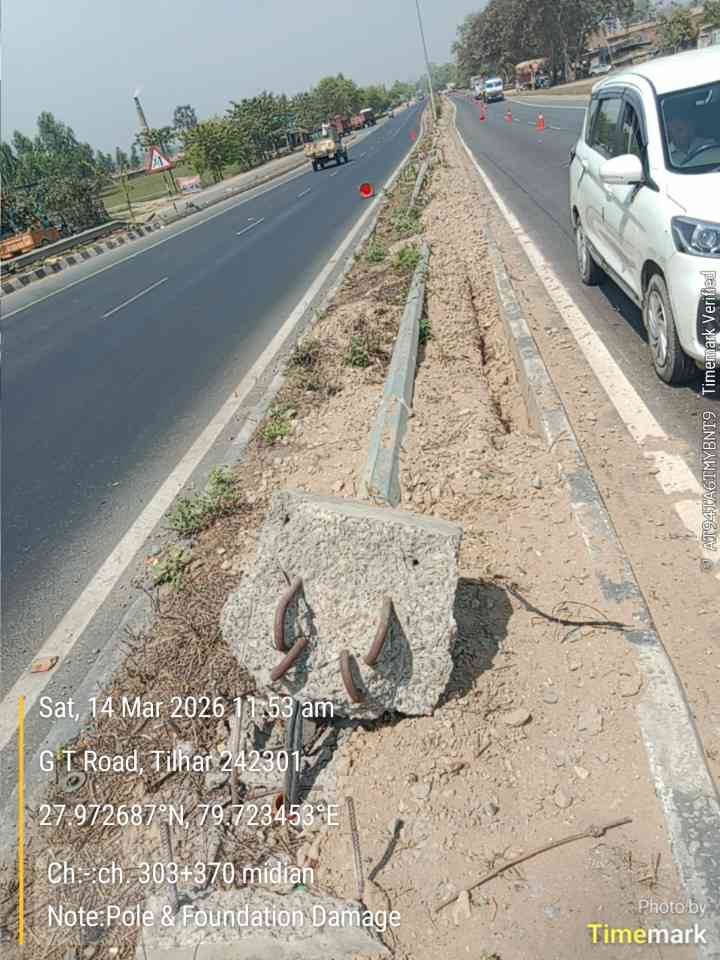 Sat, 14 Mar 2026 11:53 am
G T Road, Tilhar 242301
27.972687°N, 79.723453°E
Ch:-:ch. 303+370 midian
Note:Pole & Foundation Damage
Photo by
Timemark
© AT94TAGTMYBNT9 Timemark Verified